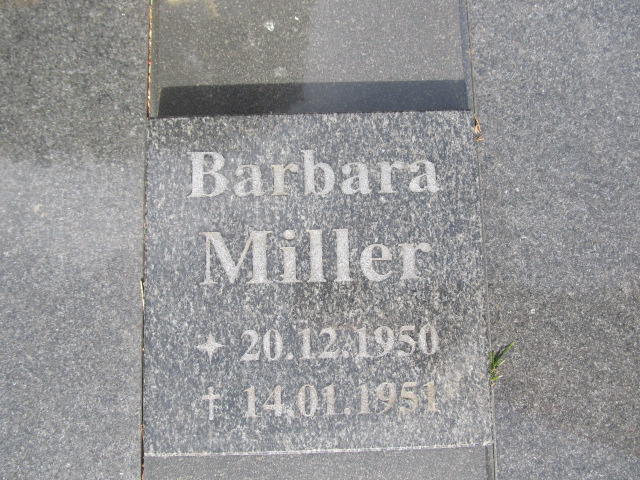 Barbara
Miller
✦ 20.12.1950
† 14.01.1951